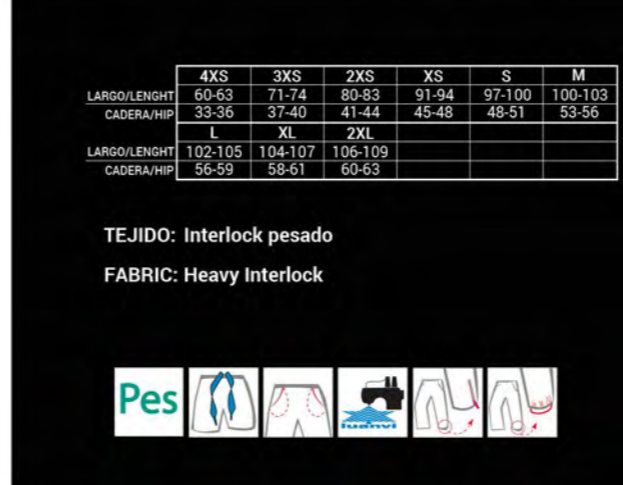 4XS 3XS 2XS XS S M
LARGO/LENGHT 60-63 71-74 80-83 91-94 97-100 100-103
CADERA/HIP 33-36 37-40 41-44 45-48 48-51 53-56
L XL 2XL
LARGO/LENGHT 102-105 104-107 106-109
CADERA/HIP 56-59 58-61 60-63
TEJIDO: Interlock pesado
FABRIC: Heavy Interlock
Pes
luanvi